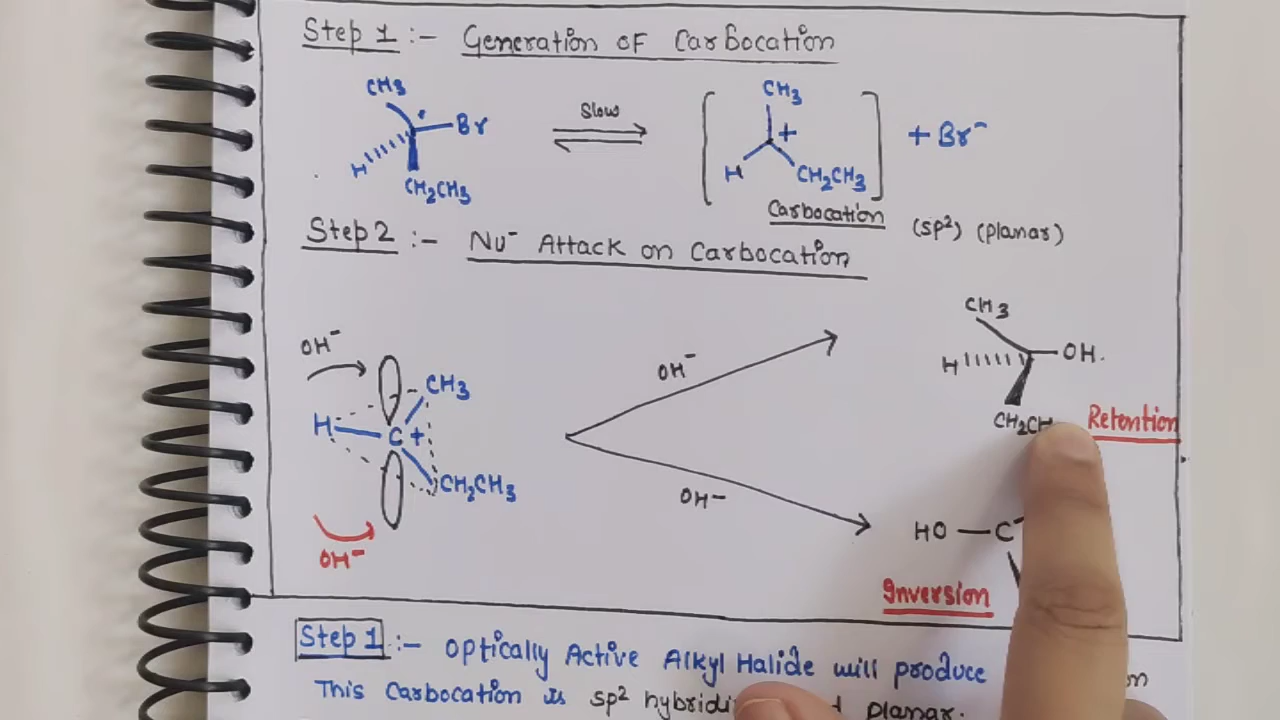 Step 1 :- Generation of Carbocation
CH3
Br
H
CH2CH3
Slow
CH3
+
H
CH2CH3
+ Br-
Carbocation (sp2) (planar)
Step 2 :- Nu- Attack on Carbocation
OH-
H C + CH3
CH2CH3
OH-
OH-
OH-
CH3
H OH.
Retention
HO — C
Inversion
Step 1 :- Optically Active Alkyl Halide will produce
This Carbocation is sp2 planar.